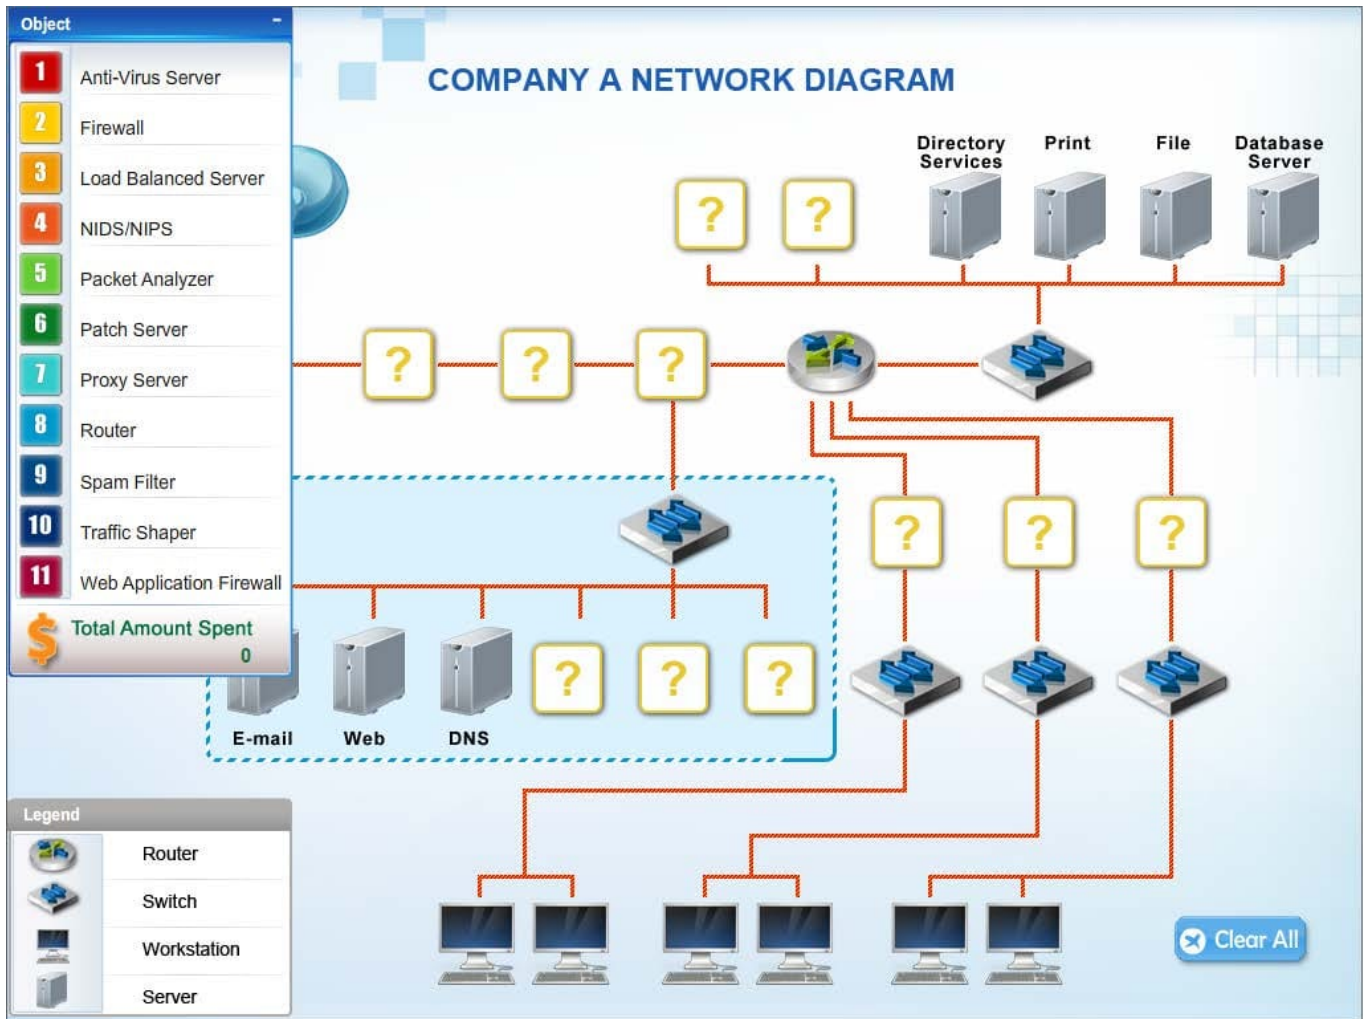 Object
-
1 Anti-Virus Server
2 Firewall
3 Load Balanced Server
4 NIDS/NIPS
5 Packet Analyzer
6 Patch Server
7 Proxy Server
8 Router
9 Spam Filter
10 Traffic Shaper
11 Web Application Firewall
$ Total Amount Spent
0
COMPANY A NETWORK DIAGRAM
Directory
Services
Print
File
Database
Server
? ?
? ? ?
? ? ?
? ? ?
E-mail Web DNS
Legend
Router
Switch
Workstation
Server
Clear All